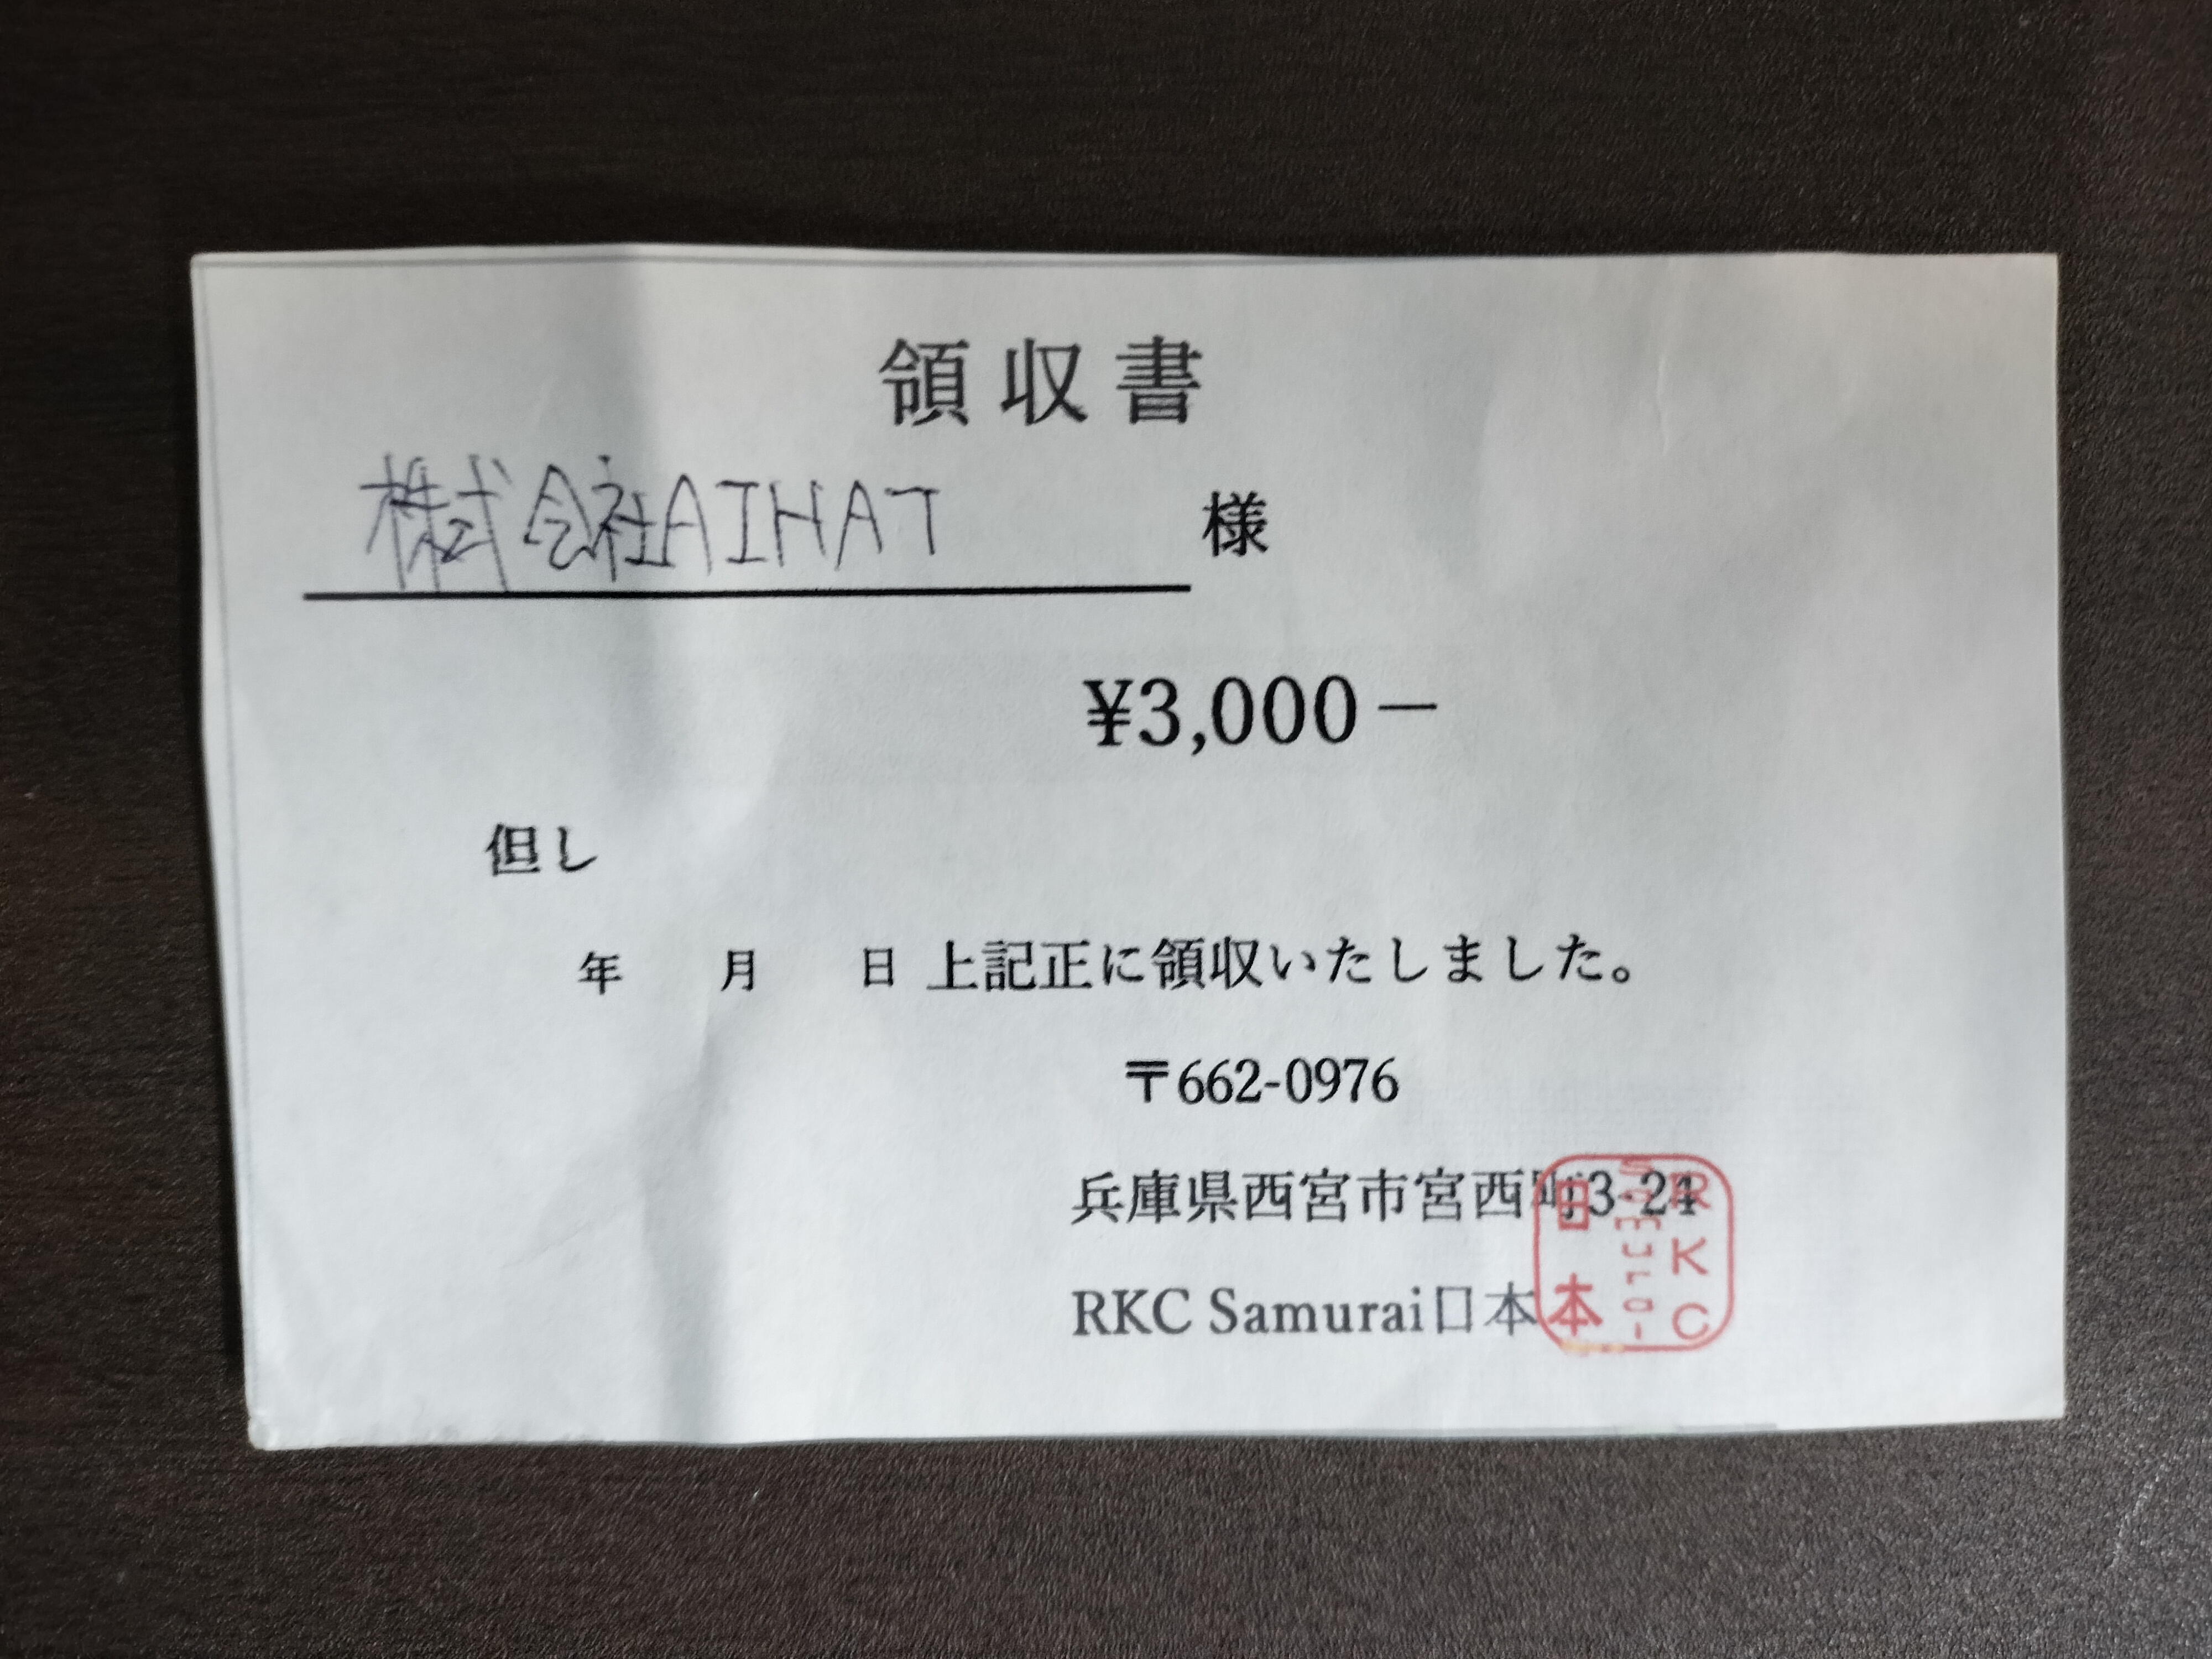 領収書
株式会社AIHAT 様
¥3,000－
但し
年 月 日 上記正に領収いたしました。
〒662-0976
兵庫県西宮市宮西町3-24
RKC Samurai日本
RKC
Samurai
日本